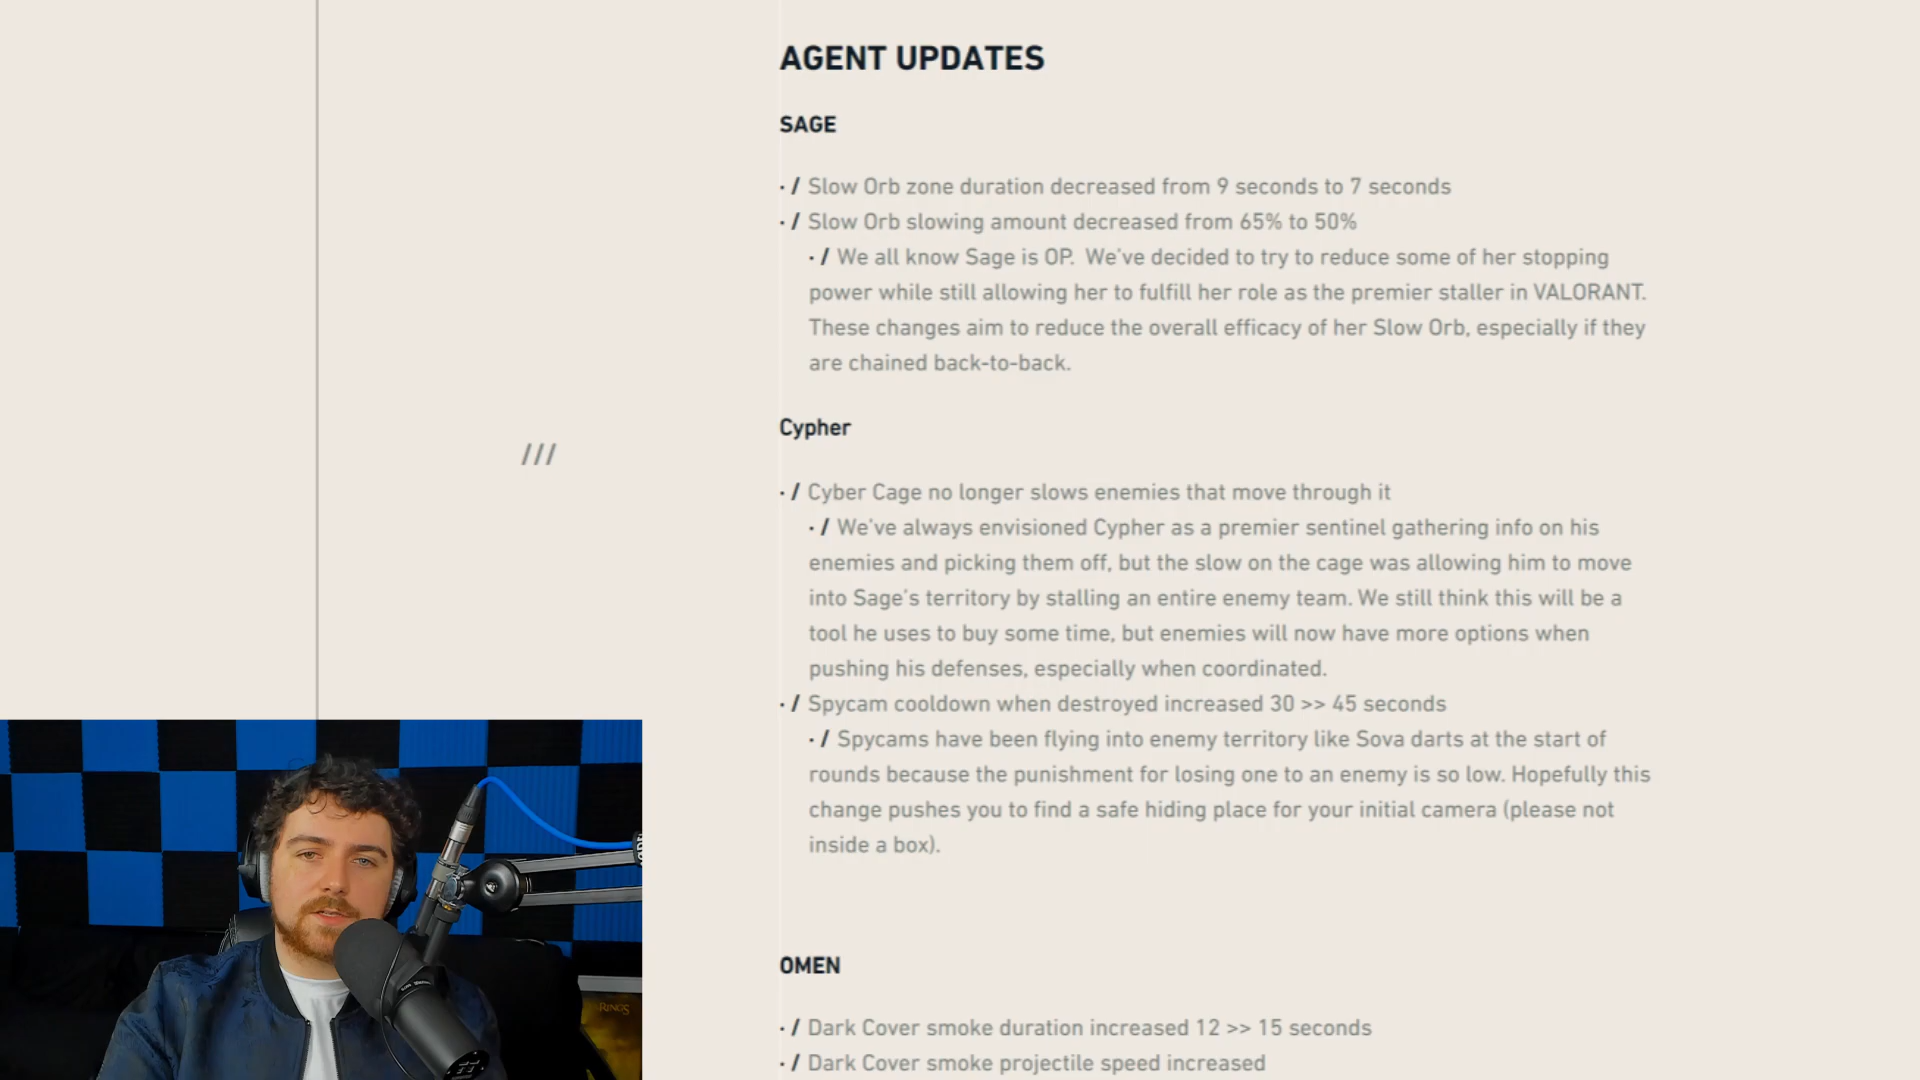 AGENT UPDATES
SAGE
· / Slow Orb zone duration decreased from 9 seconds to 7 seconds
· / Slow Orb slowing amount decreased from 65% to 50%
· / We all know Sage is OP.  We've decided to try to reduce some of her stopping
power while still allowing her to fulfill her role as the premier staller in VALORANT.
These changes aim to reduce the overall efficacy of her Slow Orb, especially if they
are chained back-to-back.
Cypher
///
· / Cyber Cage no longer slows enemies that move through it
· / We've always envisioned Cypher as a premier sentinel gathering info on his
enemies and picking them off, but the slow on the cage was allowing him to move
into Sage's territory by stalling an entire enemy team. We still think this will be a
tool he uses to buy some time, but enemies will now have more options when
pushing his defenses, especially when coordinated.
· / Spycam cooldown when destroyed increased 30 >> 45 seconds
· / Spycams have been flying into enemy territory like Sova darts at the start of
rounds because the punishment for losing one to an enemy is so low. Hopefully this
change pushes you to find a safe hiding place for your initial camera (please not
inside a box).
OMEN
· / Dark Cover smoke duration increased 12 >> 15 seconds
· / Dark Cover smoke projectile speed increased
RINGS